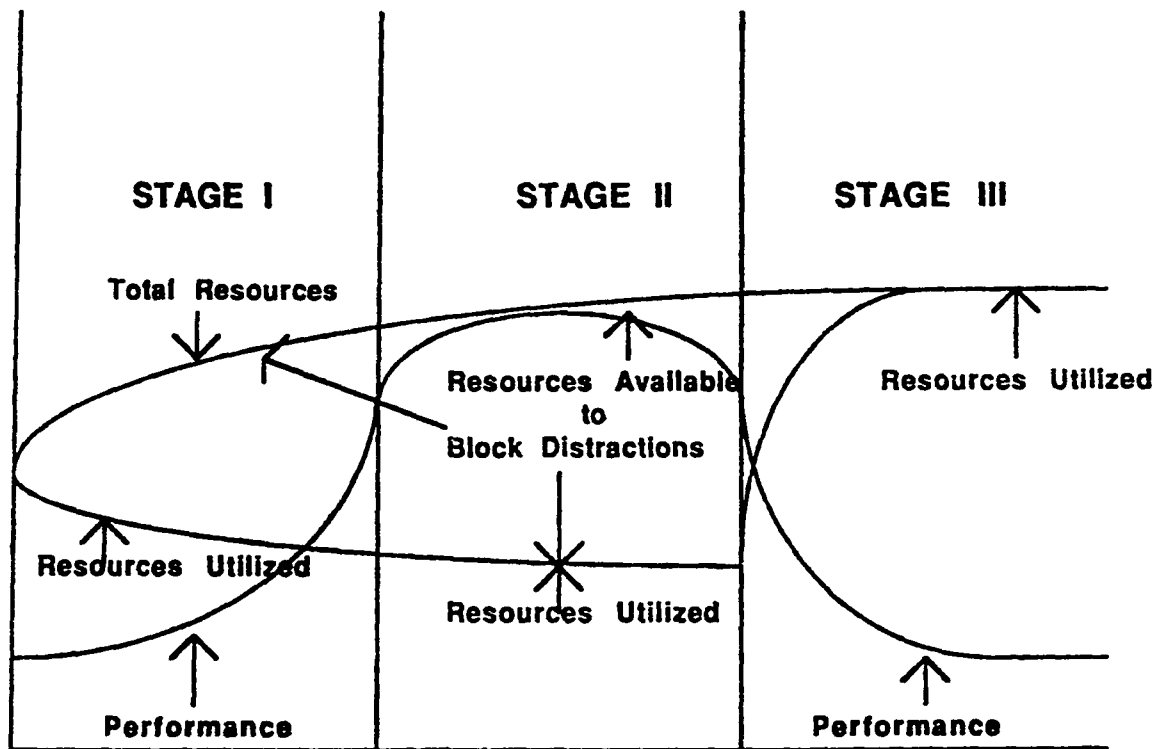 STAGE I
STAGE II
STAGE III
Total Resources
Resources Available
to
Block Distractions
Resources Utilized
Resources Utilized
Resources Utilized
Performance
Performance